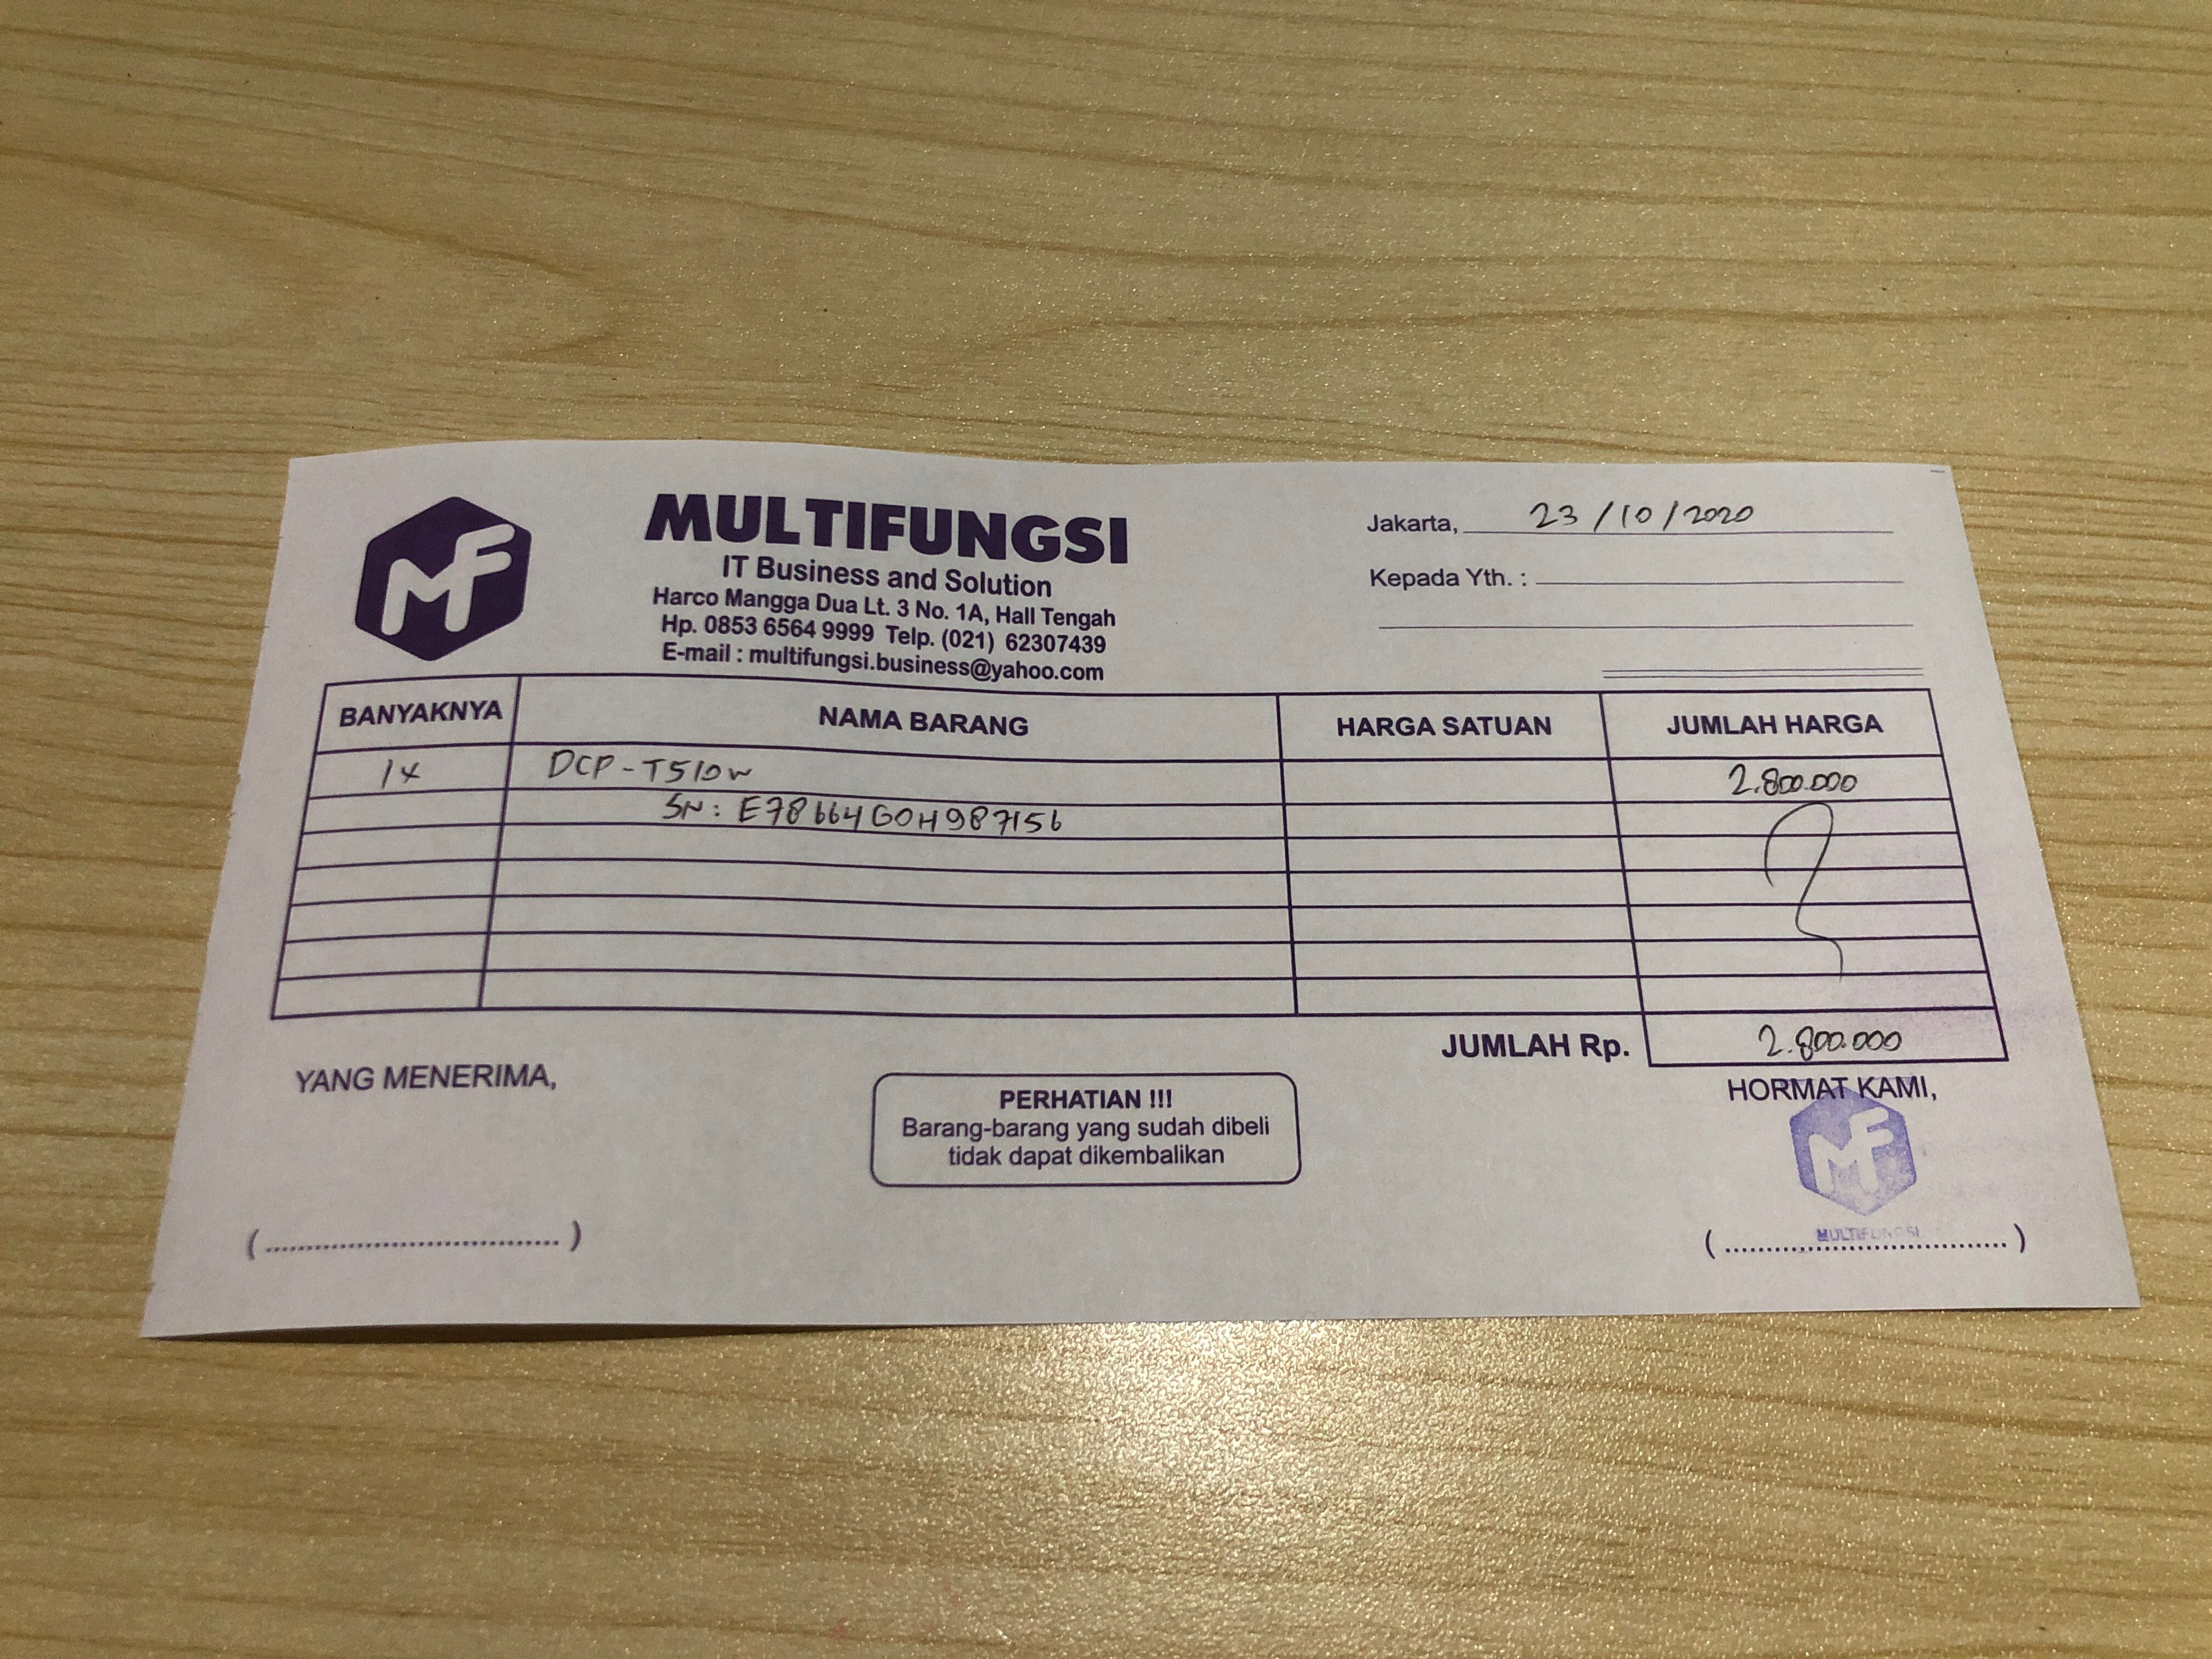 MF
MULTIFUNGSI
IT Business and Solution
Harco Mangga Dua Lt. 3 No. 1A, Hall Tengah
Hp. 0853 6564 9999 Telp. (021) 62307439
E-mail : multifungsi.business@yahoo.com
Jakarta, 23/10/2020
Kepada Yth. :
BANYAKNYA NAMA BARANG HARGA SATUAN JUMLAH HARGA
1x DCP-T510w 2.800.000
SN: E78664G0H987156
JUMLAH Rp. 2.800.000
YANG MENERIMA,
PERHATIAN !!!
Barang-barang yang sudah dibeli
tidak dapat dikembalikan
HORMAT KAMI,
MF
MULTIFUNGSI
(................................) (................................)